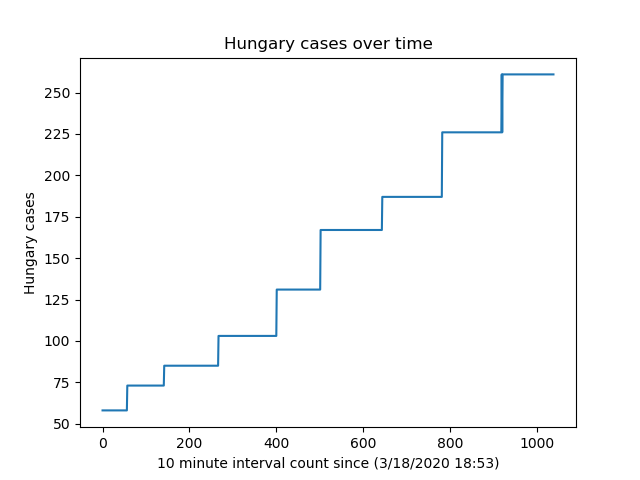 Hungary cases over time
250
225
200
175
150
125
100
75
50
Hungary cases
0 200 400 600 800 1000
10 minute interval count since (3/18/2020 18:53)